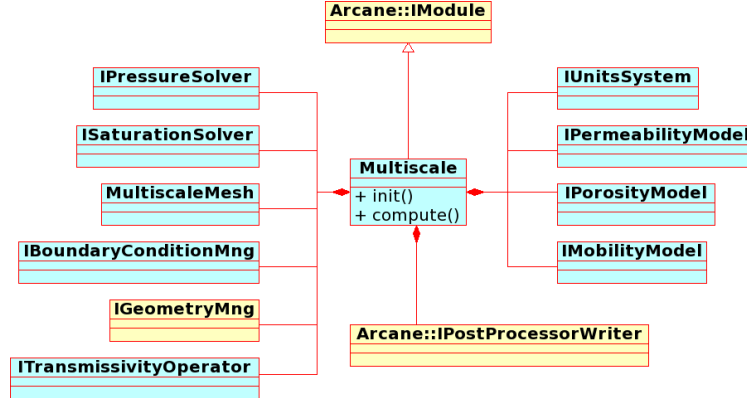 Arcane::IModule
IPressureSolver
ISaturationSolver
MultiscaleMesh
IBoundaryConditionMng
IGeometryMng
ITransmissivityOperator
Multiscale
+ init()
+ compute()
Arcane::IPostProcessorWriter
IUnitsSystem
IPermeabilityModel
IPorosityModel
IMobilityModel